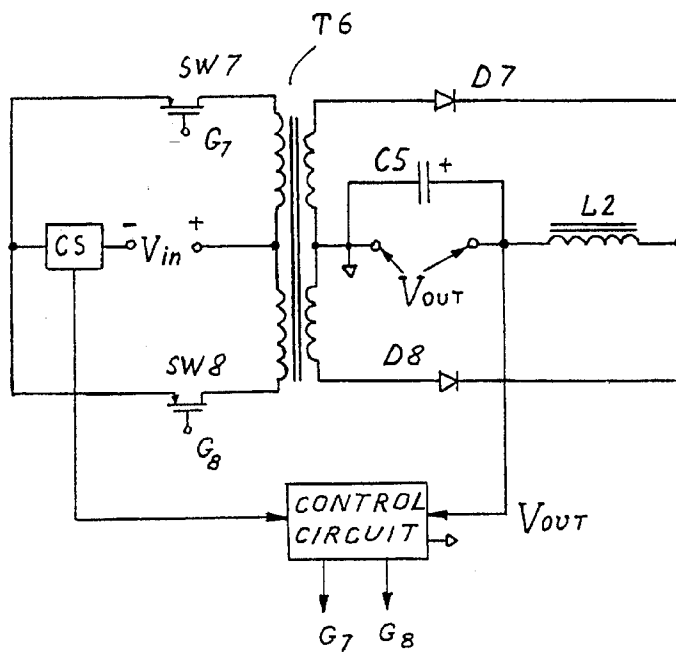 T6
SW7
D7
G7
C5 +
L2
CS
- Vin +
VOUT
SW8
D8
G8
CONTROL
CIRCUIT
VOUT
G7 G8